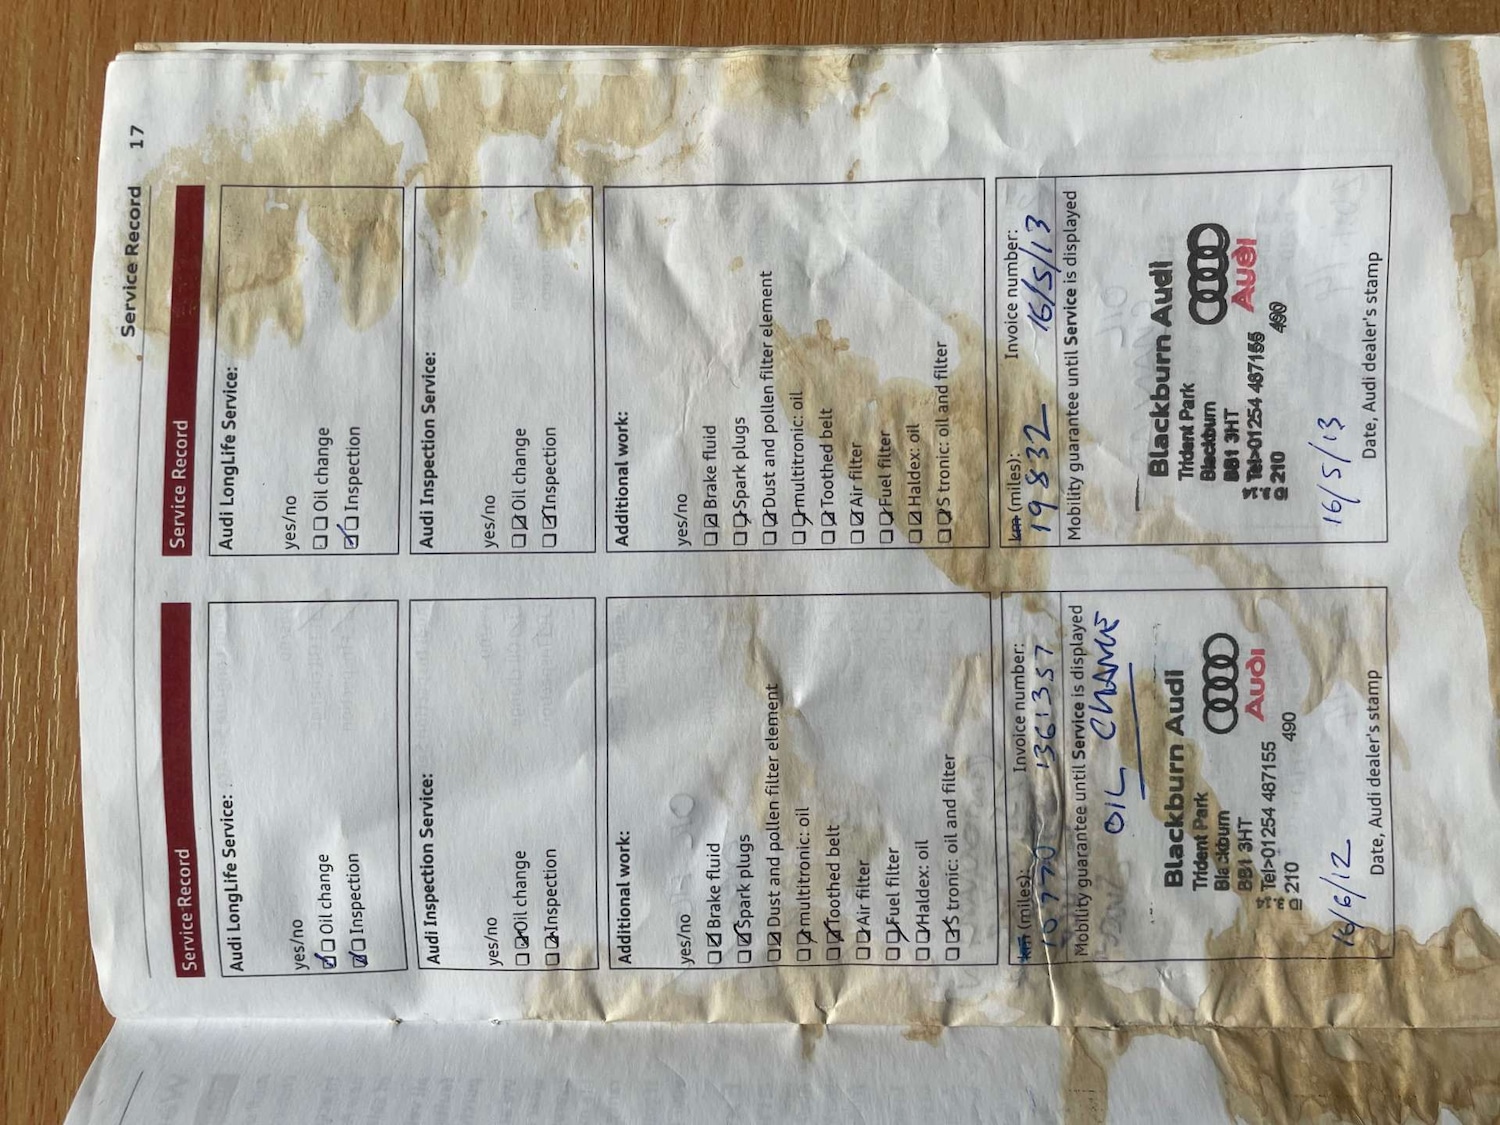 Service Record 17
Service Record
Audi LongLife Service:
yes/no
Oil change
Inspection
Audi Inspection Service:
yes/no
Oil change
Inspection
Additional work:
yes/no
Brake fluid
Spark plugs
Dust and pollen filter element
multitronic: oil
Toothed belt
Air filter
Fuel filter
Haldex: oil
S tronic: oil and filter
km (miles): Invoice number:
10770 1361357
Mobility guarantee until Service is displayed
OIL CHANGE
Blackburn Audi
Trident Park
Blackburn
BB1 3HT
Tel>01254 487155
210 490
Audi
16/6/12
Date, Audi dealer's stamp
Service Record
Audi LongLife Service:
yes/no
Oil change
Inspection
Audi Inspection Service:
yes/no
Oil change
Inspection
Additional work:
yes/no
Brake fluid
Spark plugs
Dust and pollen filter element
multitronic: oil
Toothed belt
Air filter
Fuel filter
Haldex: oil
S tronic: oil and filter
km (miles): Invoice number:
19832 16/5/13
Mobility guarantee until Service is displayed
Blackburn Audi
Trident Park
Blackburn
BB1 3HT
Tel>01254 487155
210 490
Audi
16/5/13
Date, Audi dealer's stamp